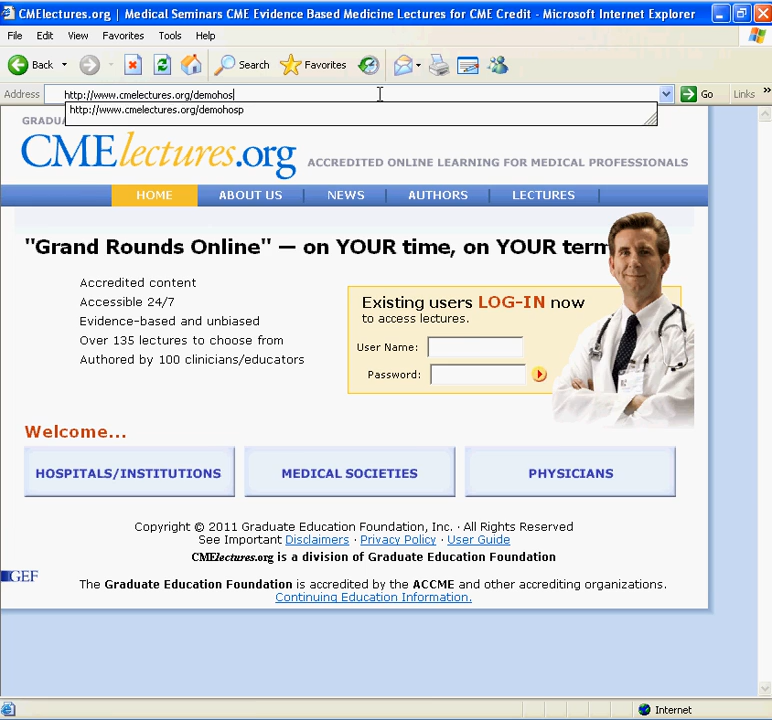 CMElectures.org | Medical Seminars CME Evidence Based Medicine Lectures for CME Credit - Microsoft Internet Explorer
File Edit View Favorites Tools Help
Back Search Favorites
Address http://www.cmelectures.org/demohos Go Links »
http://www.cmelectures.org/demohosp
CMElectures.org ACCREDITED ONLINE LEARNING FOR MEDICAL PROFESSIONALS
HOME ABOUT US NEWS AUTHORS LECTURES
"Grand Rounds Online" — on YOUR time, on YOUR term
Accredited content
Accessible 24/7
Evidence-based and unbiased
Over 135 lectures to choose from
Authored by 100 clinicians/educators
Existing users LOG-IN now
to access lectures.
User Name:
Password:
Welcome...
HOSPITALS/INSTITUTIONS MEDICAL SOCIETIES PHYSICIANS
Copyright © 2011 Graduate Education Foundation, Inc. · All Rights Reserved
See Important Disclaimers · Privacy Policy · User Guide
CMElectures.org is a division of Graduate Education Foundation
GEF
The Graduate Education Foundation is accredited by the ACCME and other accrediting organizations.
Continuing Education Information.
Internet